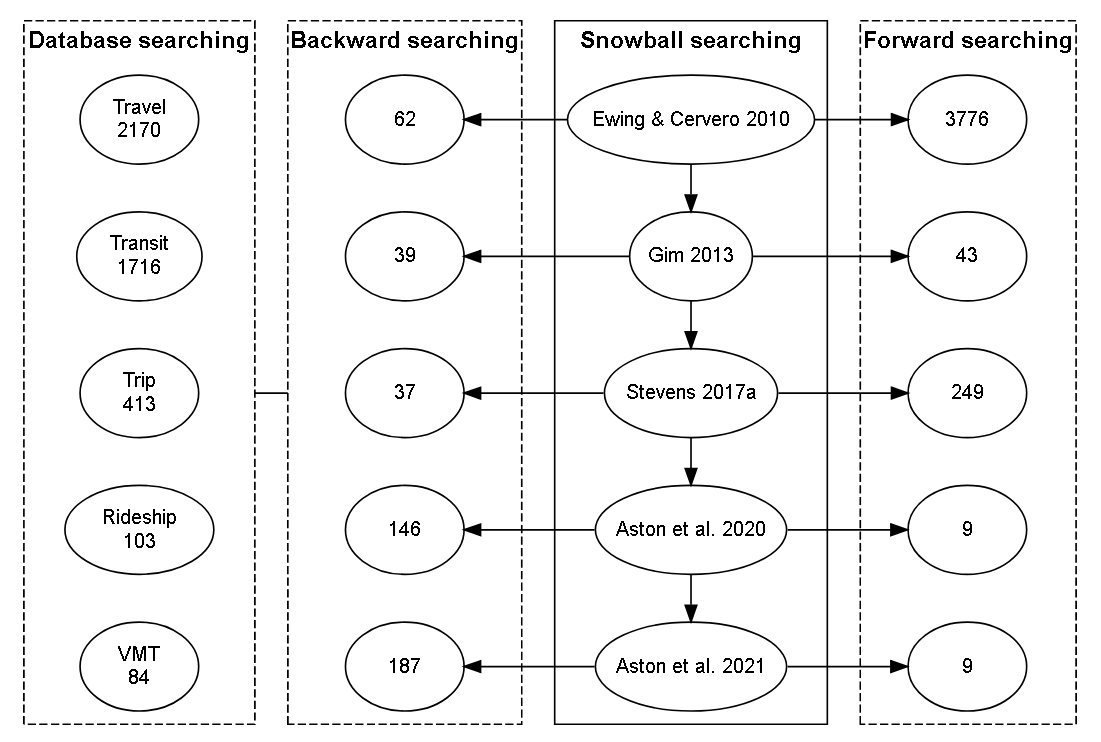 Database searching
Travel
2170
Transit
1716
Trip
413
Rideship
103
VMT
84
Backward searching
62
39
37
146
187
Snowball searching
Ewing & Cervero 2010
Gim 2013
Stevens 2017a
Aston et al. 2020
Aston et al. 2021
Forward searching
3776
43
249
9
9